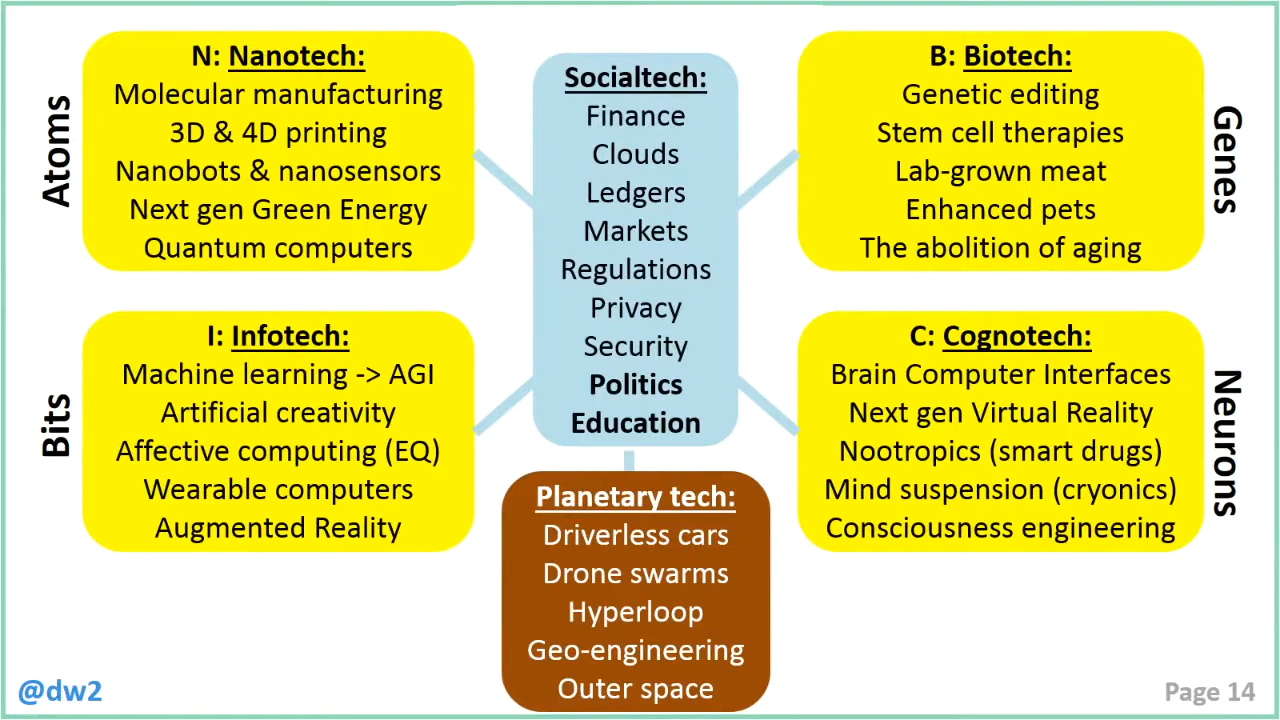 Atoms
N: Nanotech:
Molecular manufacturing
3D & 4D printing
Nanobots & nanosensors
Next gen Green Energy
Quantum computers
Socialtech:
Finance
Clouds
Ledgers
Markets
Regulations
Privacy
Security
Politics
Education
B: Biotech:
Genetic editing
Stem cell therapies
Lab-grown meat
Enhanced pets
The abolition of aging
Genes
Bits
I: Infotech:
Machine learning -> AGI
Artificial creativity
Affective computing (EQ)
Wearable computers
Augmented Reality
C: Cognotech:
Brain Computer Interfaces
Next gen Virtual Reality
Nootropics (smart drugs)
Mind suspension (cryonics)
Consciousness engineering
Neurons
Planetary tech:
Driverless cars
Drone swarms
Hyperloop
Geo-engineering
Outer space
@dw2
Page 14